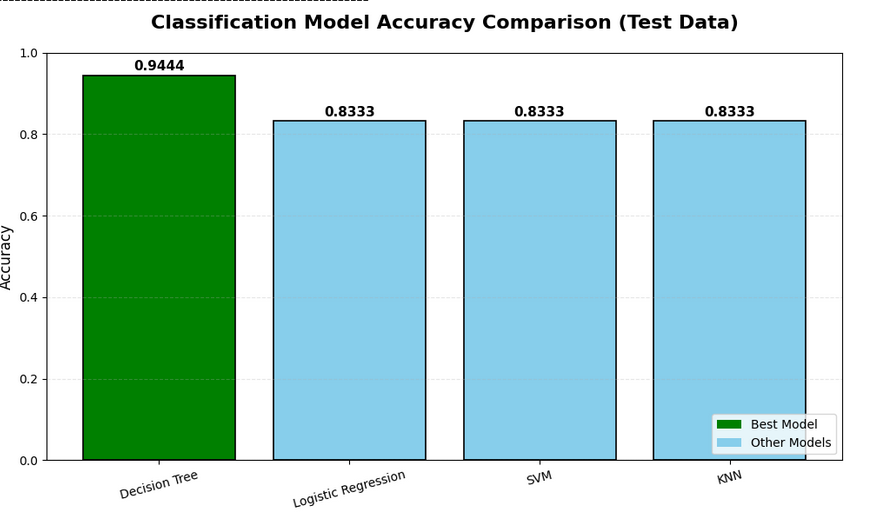 Classification Model Accuracy Comparison (Test Data)
1.0
0.8
0.6
0.4
0.2
0.0
Accuracy
0.9444
0.8333
0.8333
0.8333
Best Model
Other Models
Decision Tree
Logistic Regression
SVM
KNN